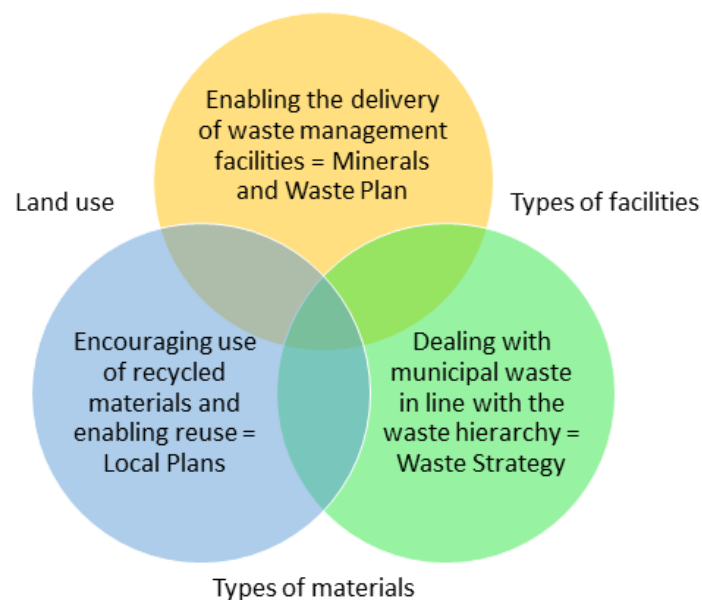 Enabling the delivery
of waste management
facilities = Minerals
and Waste Plan
Land use
Types of facilities
Encouraging use
of recycled
materials and
enabling reuse =
Local Plans
Dealing with
municipal waste
in line with the
waste hierarchy =
Waste Strategy
Types of materials